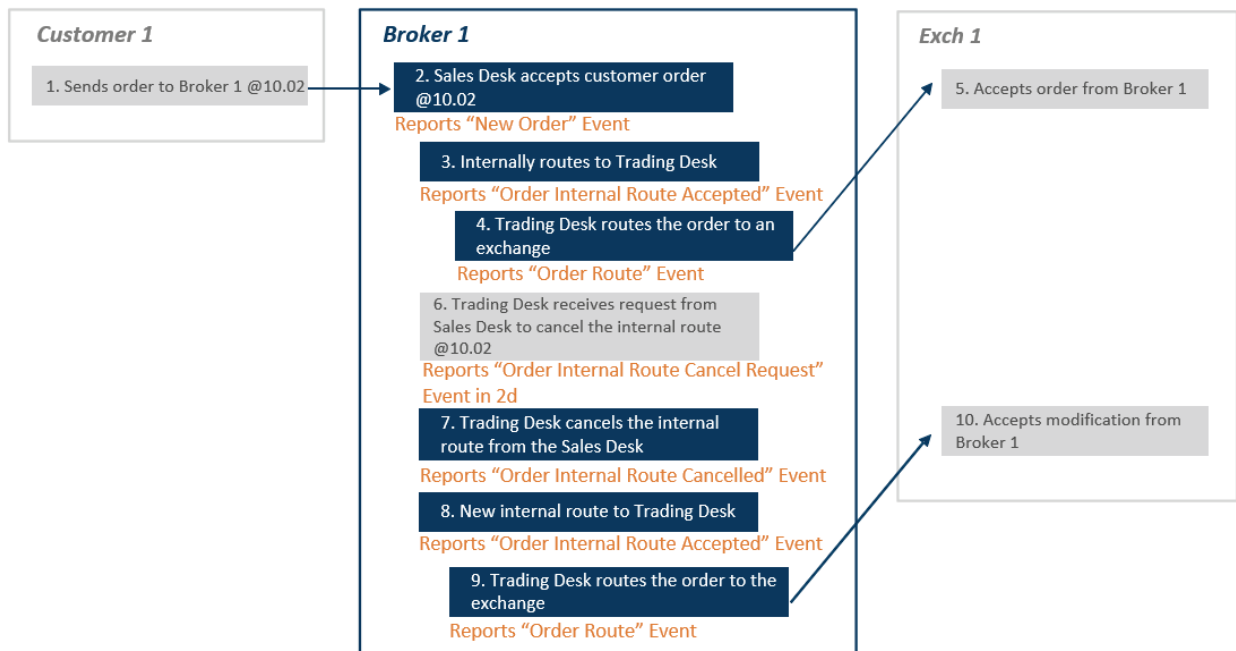 Customer 1
1. Sends order to Broker 1 @10.02
Broker 1
2. Sales Desk accepts customer order
@10.02
Reports “New Order” Event
3. Internally routes to Trading Desk
Reports “Order Internal Route Accepted” Event
4. Trading Desk routes the order to an
exchange
Reports “Order Route” Event
6. Trading Desk receives request from
Sales Desk to cancel the internal route
@10.02
Reports “Order Internal Route Cancel Request”
Event in 2d
7. Trading Desk cancels the internal
route from the Sales Desk
Reports “Order Internal Route Cancelled” Event
8. New internal route to Trading Desk
Reports “Order Internal Route Accepted” Event
9. Trading Desk routes the order to the
exchange
Reports “Order Route” Event
Exch 1
5. Accepts order from Broker 1
10. Accepts modification from
Broker 1